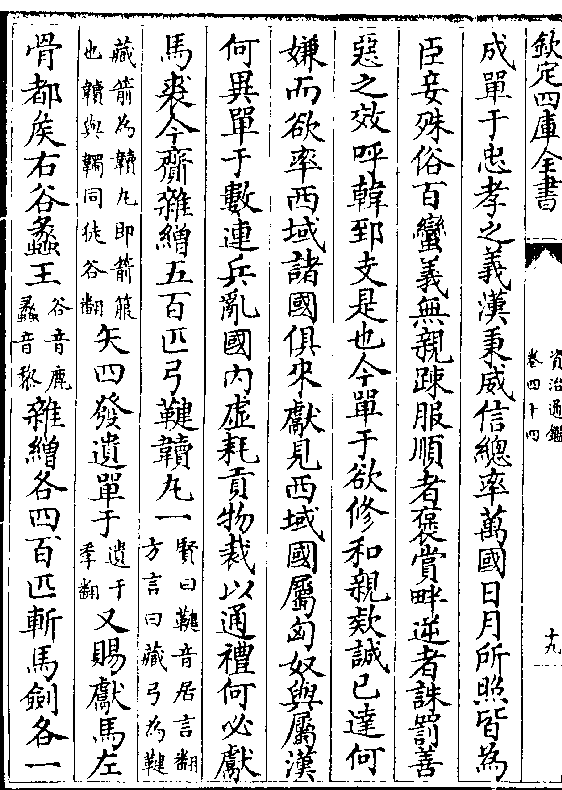 欽定四庫全書
資治通鑑
卷四十四
十九
成單于忠孝之義漢秉威信總率萬國日月所照皆為
臣妾殊俗百蠻義無親疎服順者褒賞畔逆者誅罰善
惡之效呼韓郅支是也今單于欲修和親欵誠已達何
嫌而欲率西域諸國俱來獻見西域國屬匈奴與屬漢
何異單于數連兵亂國內虛耗貢物裁以通禮何必獻
馬裘今齎雜繒五百匹弓鞬韥丸一賢曰鞬音居言翻方言曰藏弓為鞬
藏箭為韥丸即箭箙也韥與韣同徒谷翻矢四發遺單于遺于季翻又賜獻馬左
骨都矦右谷蠡王谷音鹿蠡音黎雜繒各四百匹斬馬劍各一